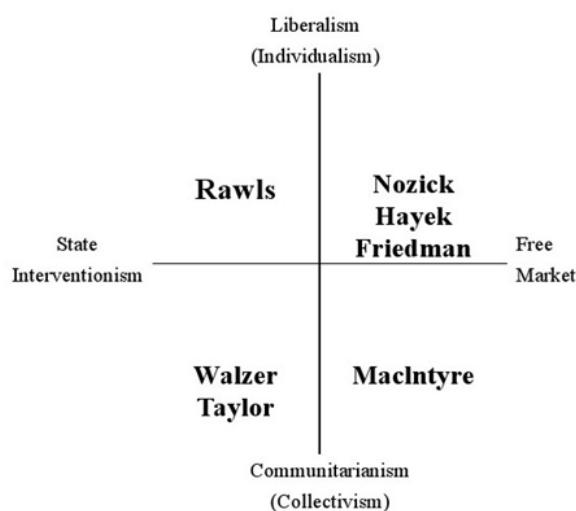 Liberalism
(Individualism)
Rawls
Nozick
Hayek
Friedman
State
Interventionism
Free
Market
Walzer
Taylor
MacIntyre
Communitarianism
(Collectivism)